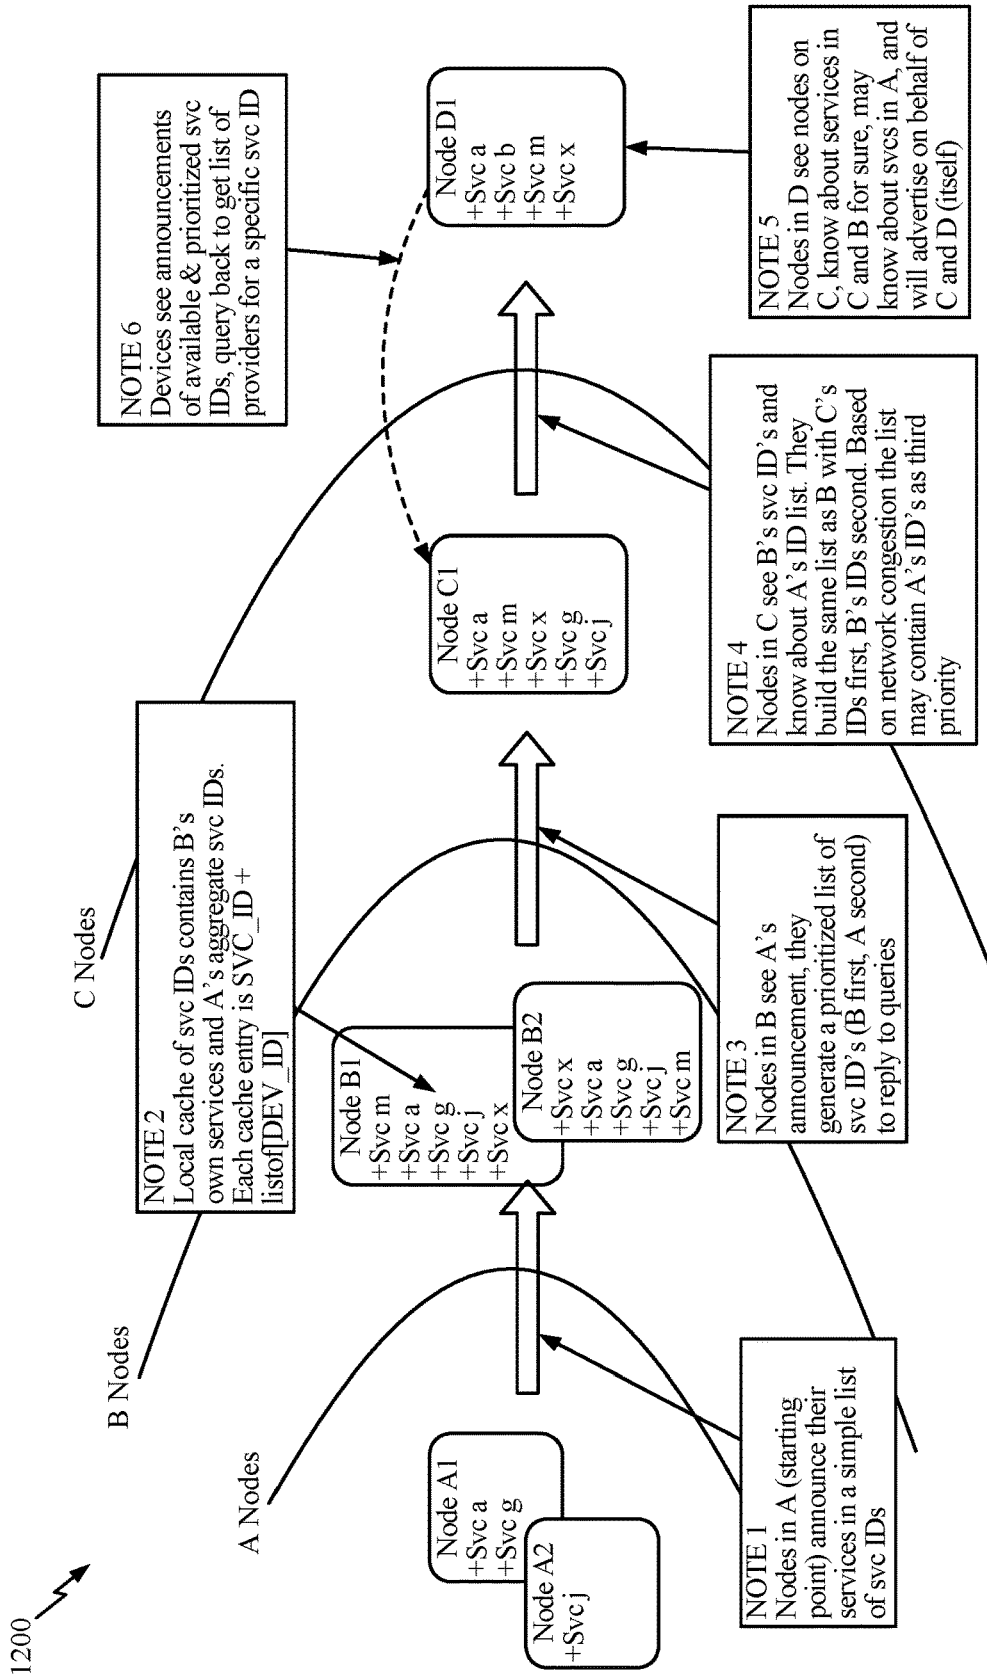 1200
A Nodes
B Nodes
C Nodes
NOTE 2
Local cache of svc IDs contains B's
own services and A's aggregate svc IDs.
Each cache entry is SVC_ID +
listof[DEV_ID]
NOTE 6
Devices see announcements
of available & prioritized svc
IDs, query back to get list of
providers for a specific svc ID
Node A1
+Svc a
+Svc g
Node A2
+Svc j
Node B1
+Svc m
+Svc a
+Svc g
+Svc j
+Svc x
Node B2
+Svc x
+Svc a
+Svc g
+Svc j
+Svc m
Node C1
+Svc a
+Svc m
+Svc x
+Svc g
+Svc j
Node D1
+Svc a
+Svc b
+Svc m
+Svc x
NOTE 1
Nodes in A (starting
point) announce their
services in a simple list
of svc IDs
NOTE 3
Nodes in B see A's
announcement, they
generate a prioritized list of
svc ID's (B first, A second)
to reply to queries
NOTE 4
Nodes in C see B's svc ID's and
know about A's ID list. They
build the same list as B with C's
IDs first, B's IDs second. Based
on network congestion the list
may contain A's ID's as third
priority
NOTE 5
Nodes in D see nodes on
C, know about services in
C and B for sure, may
know about svcs in A, and
will advertise on behalf of
C and D (itself)